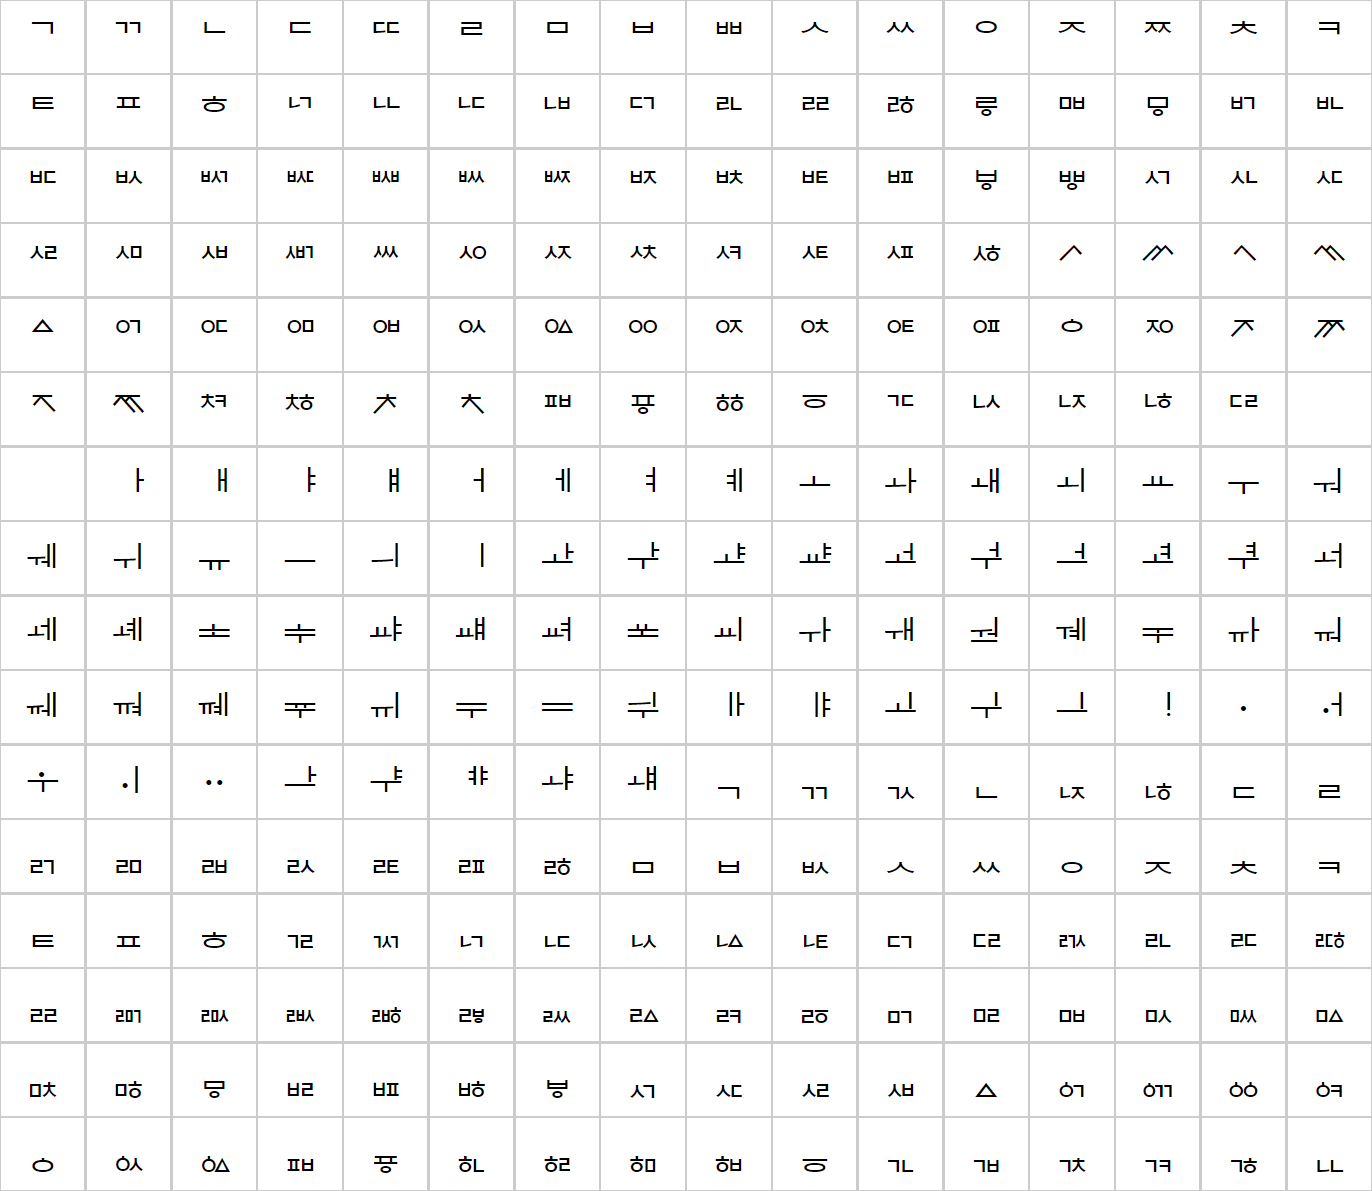 ᄀ ᄁ ᄂ ᄃ ᄄ ᄅ ᄆ ᄇ ᄈ ᄉ ᄊ ᄋ ᄌ ᄍ ᄎ ᄏ
ᄐ ᄑ ᄒ ᄓ ᄔ ᄕ ᄖ ᄗ ᄘ ᄙ ᄚ ᄛ ᄜ ᄝ ᄞ ᄟ
ᄠ ᄡ ᄢ ᄣ ᄤ ᄥ ᄦ ᄧ ᄨ ᄩ ᄪ ᄫ ᄬ ᄭ ᄮ ᄯ
ᄰ ᄱ ᄲ ᄳ ᄴ ᄵ ᄶ ᄷ ᄸ ᄹ ᄺ ᄻ ᄼ ᄽ ᄾ ᄿ
ᅀ ᅁ ᅂ ᅃ ᅄ ᅅ ᅆ ᅇ ᅈ ᅉ ᅊ ᅋ ᅌ ᅍ ᅎ ᅏ
ᅐ ᅑ ᅒ ᅓ ᅔ ᅕ ᅖ ᅗ ᅘ ᅙ ᅚ ᅛ ᅜ ᅝ ᅞ
ᅡ ᅢ ᅣ ᅤ ᅥ ᅦ ᅧ ᅨ ᅩ ᅪ ᅫ ᅬ ᅭ ᅮ ᅯ
ᅰ ᅱ ᅲ ᅳ ᅴ ᅵ ᅶ ᅷ ᅸ ᅹ ᅺ ᅻ ᅼ ᅽ ᅾ ᅿ
ᆀ ᆁ ᆂ ᆃ ᆄ ᆅ ᆆ ᆇ ᆈ ᆉ ᆊ ᆋ ᆌ ᆍ ᆎ ᆏ
ᆐ ᆑ ᆒ ᆓ ᆔ ᆕ ᆖ ᆗ ᆘ ᆙ ᆚ ᆛ ᆜ ᆝ ᆞ ᆟ
ᆠ ᆡ ᆢ ᆣ ᆤ ᆥ ᆦ ᆧ ᆨ ᆩ ᆪ ᆫ ᆬ ᆭ ᆮ ᆯ
ᆰ ᆱ ᆲ ᆳ ᆴ ᆵ ᆶ ᆷ ᆸ ᆹ ᆺ ᆻ ᆼ ᆽ ᆾ ᆿ
ᇀ ᇁ ᇂ ᇃ ᇄ ᇅ ᇆ ᇇ ᇈ ᇉ ᇊ ᇋ ᇌ ᇍ ᇎ ᇏ
ᇐ ᇑ ᇒ ᇓ ᇔ ᇕ ᇖ ᇗ ᇘ ᇙ ᇚ ᇛ ᇜ ᇝ ᇞ ᇟ
ᇠ ᇡ ᇢ ᇣ ᇤ ᇥ ᇦ ᇧ ᇨ ᇩ ᇪ ᇫ ᇬ ᇭ ᇮ ᇯ
ᇰ ᇱ ᇲ ᇳ ᇴ ᇵ ᇶ ᇷ ᇸ ᇹ ᇺ ᇻ ᇼ ᇽ ᇾ ᇿ